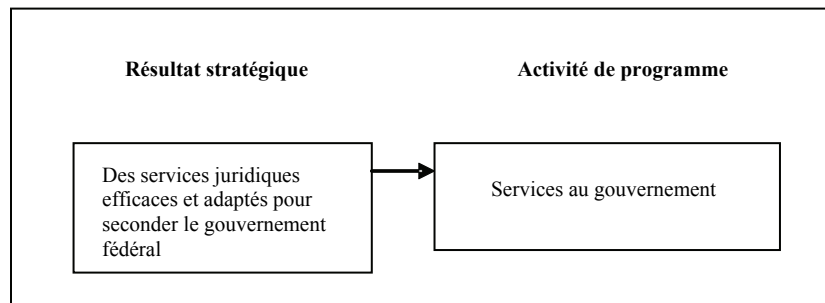 Résultat stratégique
Activité de programme
Des services juridiques
efficaces et adaptés pour
seconder le gouvernement
fédéral
Services au gouvernement